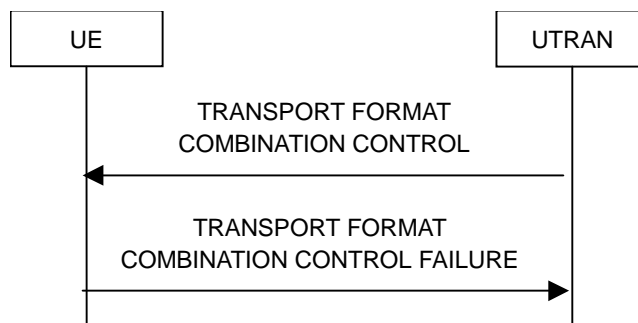 UE
UTRAN
TRANSPORT FORMAT
COMBINATION CONTROL
TRANSPORT FORMAT
COMBINATION CONTROL FAILURE